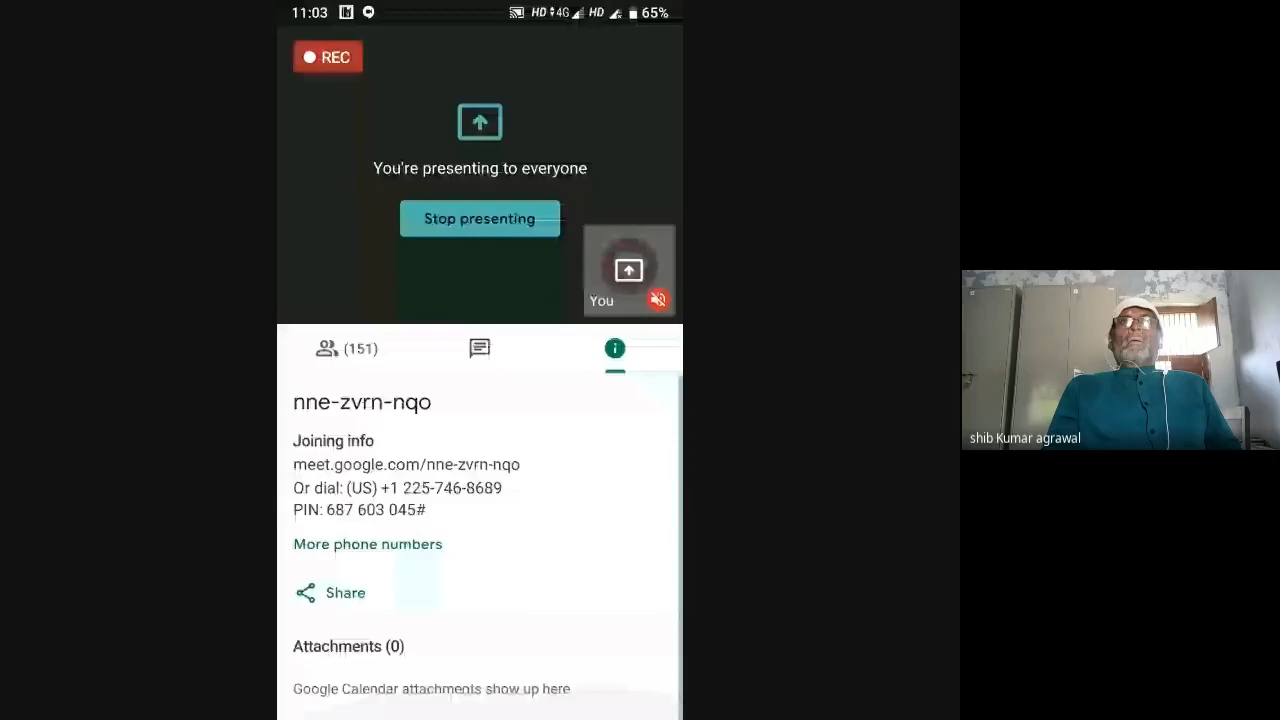 11:03 HD 4G HD 65%
REC
You're presenting to everyone
Stop presenting
You
(151)
nne-zvrn-nqo
Joining info
meet.google.com/nne-zvrn-nqo
Or dial: (US) +1 225-746-8689
PIN: 687 603 045#
More phone numbers
Share
Attachments (0)
Google Calendar attachments show up here
shib Kumar agrawal